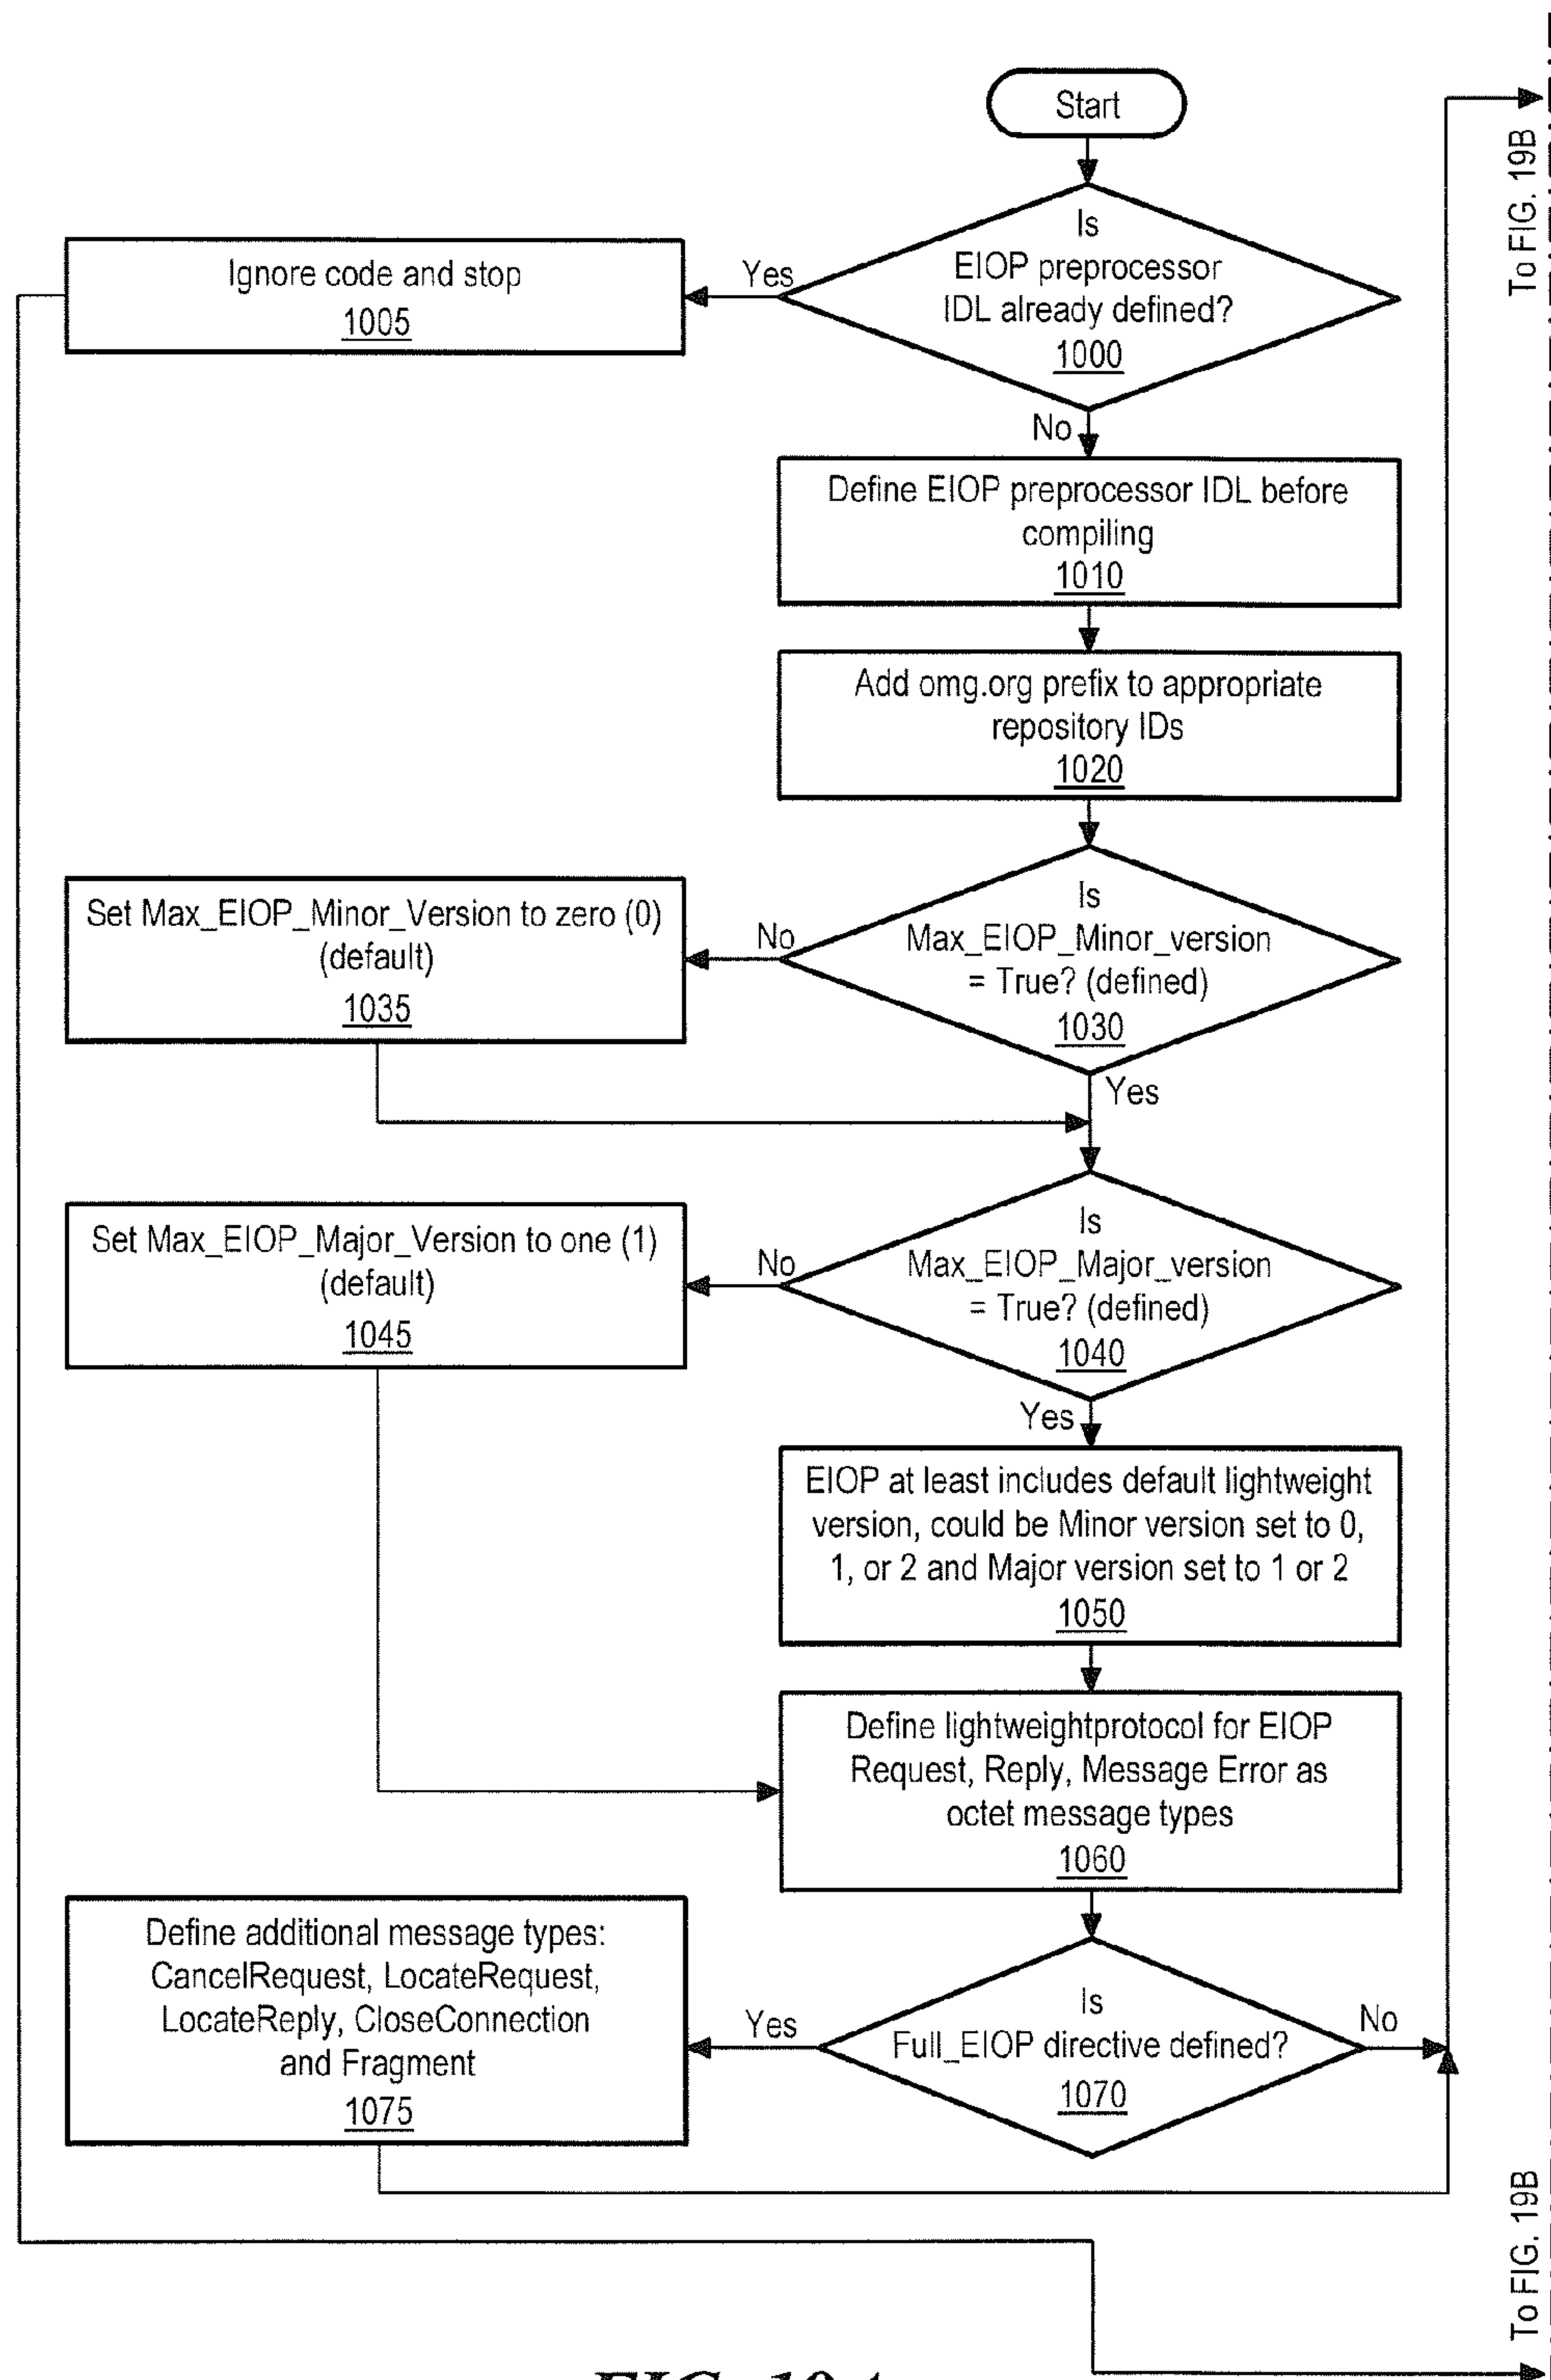 Start
To FIG. 19B
Is
EIOP preprocessor
IDL already defined?
1000
Yes
Ignore code and stop
1005
No
Define EIOP preprocessor IDL before
compiling
1010
Add omg.org prefix to appropriate
repository IDs
1020
Is
Max_EIOP_Minor_version
= True? (defined)
1030
No
Set Max_EIOP_Minor_Version to zero (0)
(default)
1035
Yes
Is
Max_EIOP_Major_version
= True? (defined)
1040
No
Set Max_EIOP_Major_Version to one (1)
(default)
1045
Yes
EIOP at least includes default lightweight
version, could be Minor version set to 0,
1, or 2 and Major version set to 1 or 2
1050
Define lightweightprotocol for EIOP
Request, Reply, Message Error as
octet message types
1060
Is
Full_EIOP directive defined?
1070
No
Yes
Define additional message types:
CancelRequest, LocateRequest,
LocateReply, CloseConnection
and Fragment
1075
To FIG. 19B